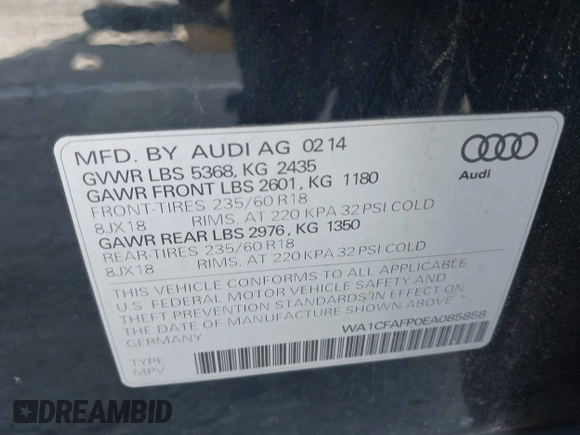 MFD. BY AUDI AG 02 14
GVWR LBS 5368, KG 2435
GAWR FRONT LBS 2601, KG 1180
FRONT-TIRES 235/60 R18
8JX18 RIMS, AT 220 KPA 32 PSI COLD
GAWR REAR LBS 2976, KG 1350
REAR-TIRES 235/60 R18
8JX18 RIMS, AT 220 KPA 32 PSI COLD
THIS VEHICLE CONFORMS TO ALL APPLICABLE
U.S. FEDERAL MOTOR VEHICLE SAFETY AND
THEFT PREVENTION STANDARDS IN EFFECT ON
THE DATE OF MANUFACTURE SHOWN ABOVE
GERMANY
WA1CFAFP0EA085858
TYPE
MPV
Audi
DREAMBID